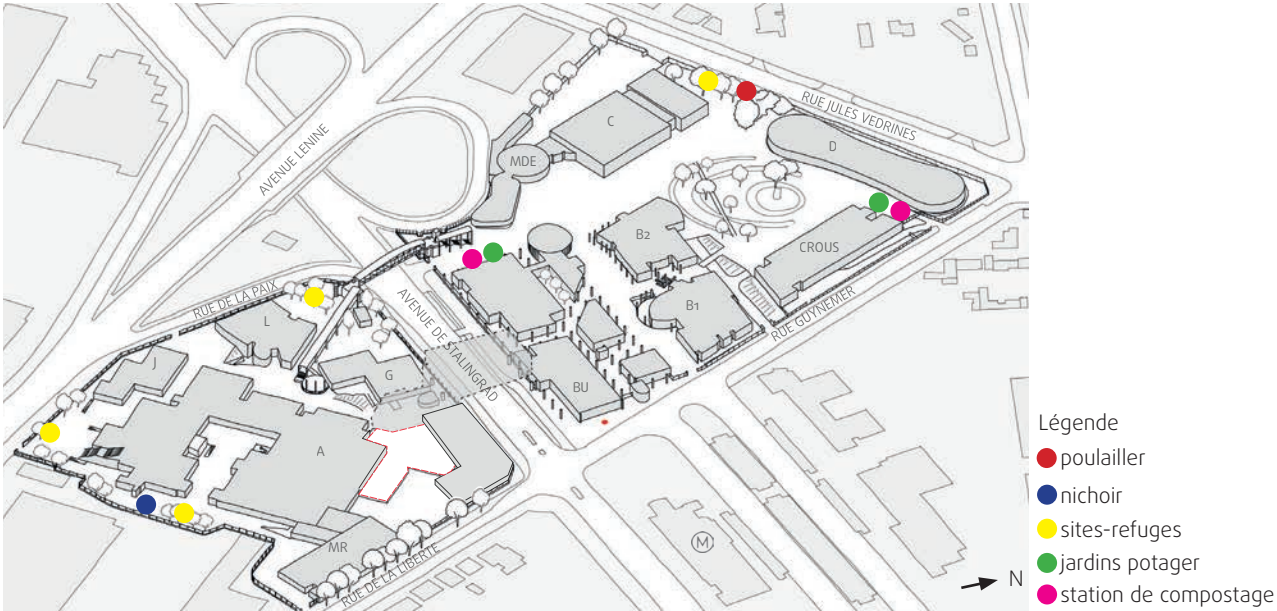 RUE JULES VEDRINES
C
D
AVENUE LENINE
MDE
B2
CROUS
RUE DE LA PAIX
AVENUE DE STALINGRAD
B1
RUE GUYNEMER
L
J
G
BU
A
MR
RUE DE LA LIBERTE
M
N
Légende
poulailler
nichoir
sites-refuges
jardins potager
station de compostage